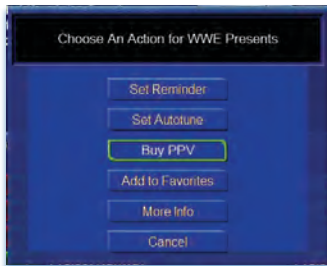 Choose An Action for WWE Presents
Set Reminder
Set Autotune
Buy PPV
Add to Favorites
More Info
Cancel